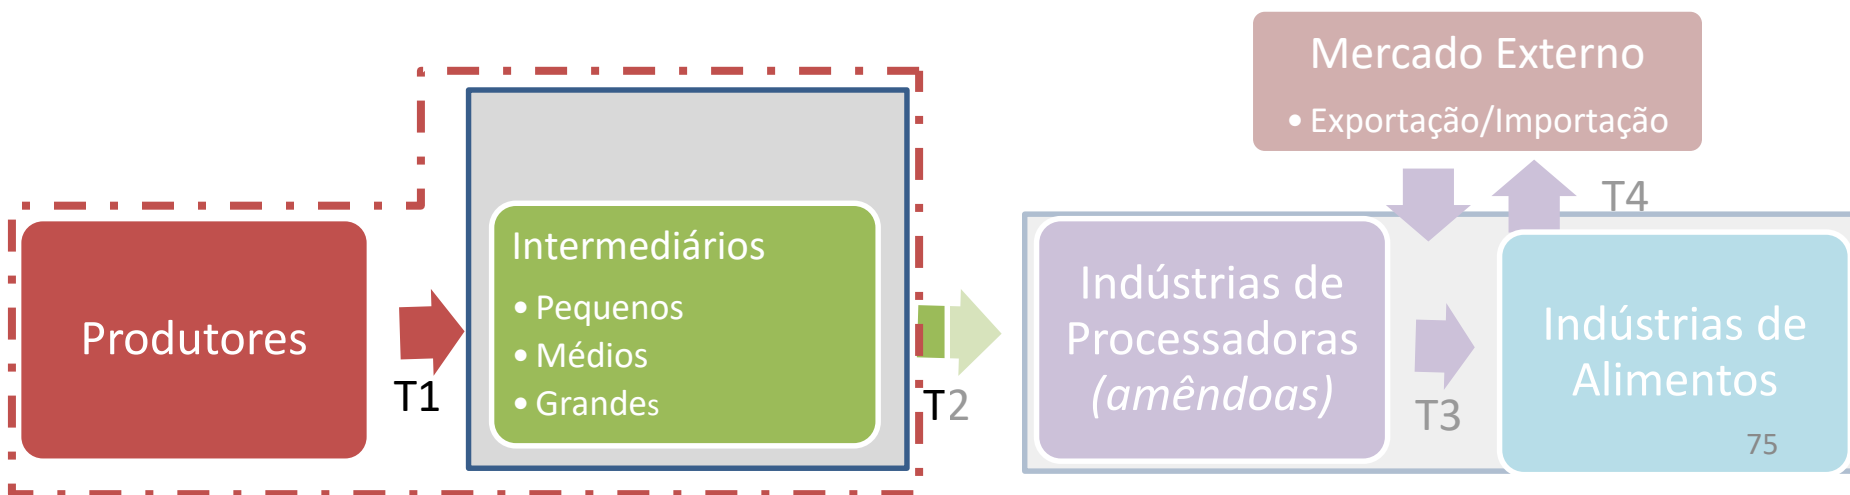 Mercado Externo
• Exportação/Importação
T4
Produtores
T1
Intermediários
• Pequenos
• Médios
• Grandes
T2
Indústrias de
Processadoras
(amêndoas)
T3
Indústrias de
Alimentos
75